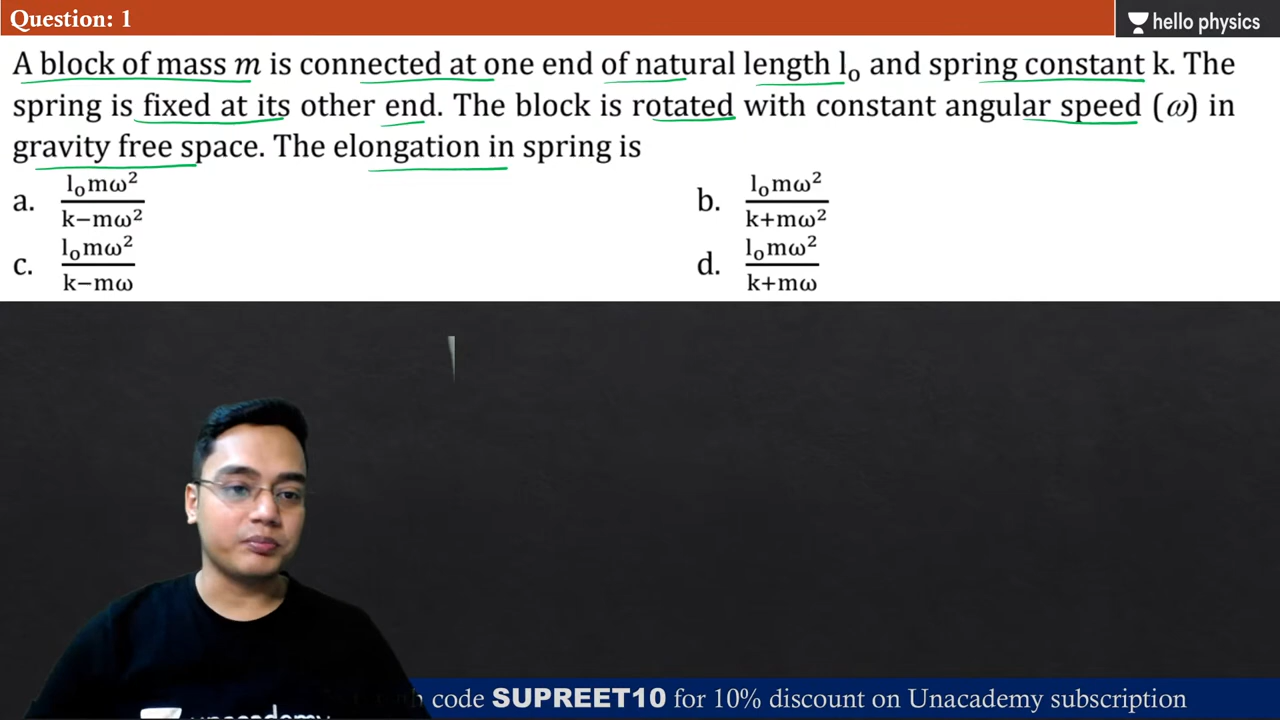 Question: 1
hello physics
A block of mass m is connected at one end of natural length l₀ and spring constant k. The
spring is fixed at its other end. The block is rotated with constant angular speed (ω) in
gravity free space. The elongation in spring is
a. l₀mω² / k−mω²
b. l₀mω² / k+mω²
c. l₀mω² / k−mω
d. l₀mω² / k+mω
code SUPREET10 for 10% discount on Unacademy subscription
unacademy